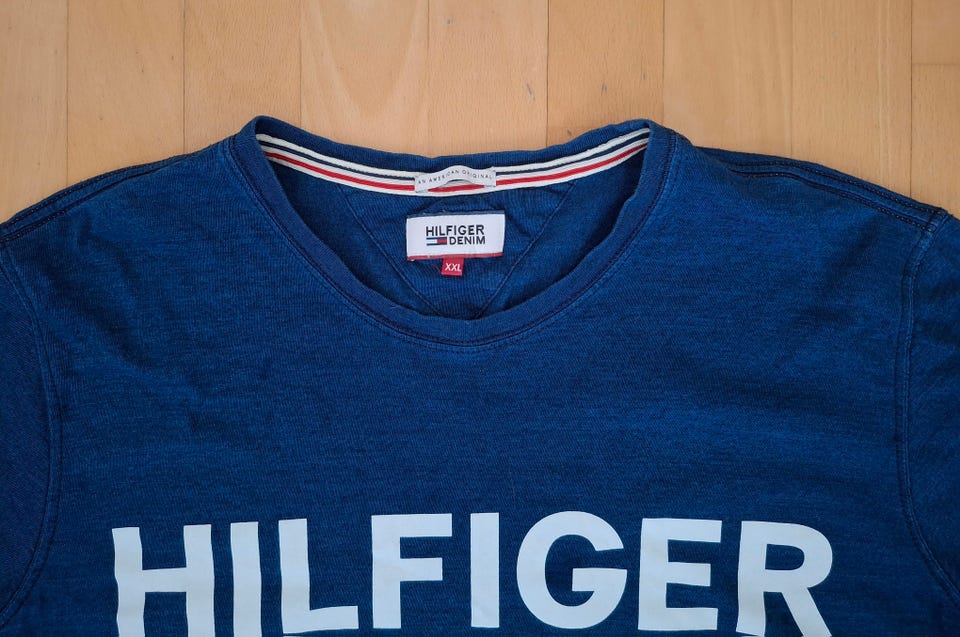 AN AMERICAN ORIGINAL
HILFIGER
DENIM
XXL
HILFIGER